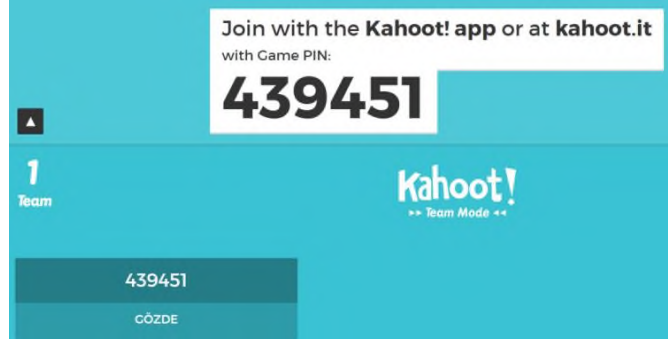 Join with the Kahoot! app or at kahoot.it
with Game PIN:
439451
1
Team
Kahoot!
Team Mode
439451
GÖZDE